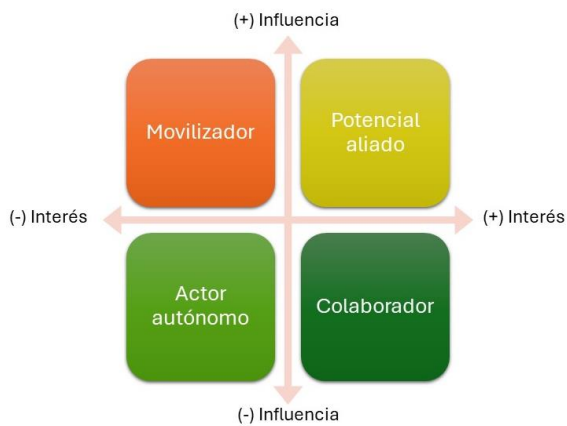 (+) Influencia
Movilizador
Potencial
aliado
(-) Interés
(+) Interés
Actor
autónomo
Colaborador
(-) Influencia